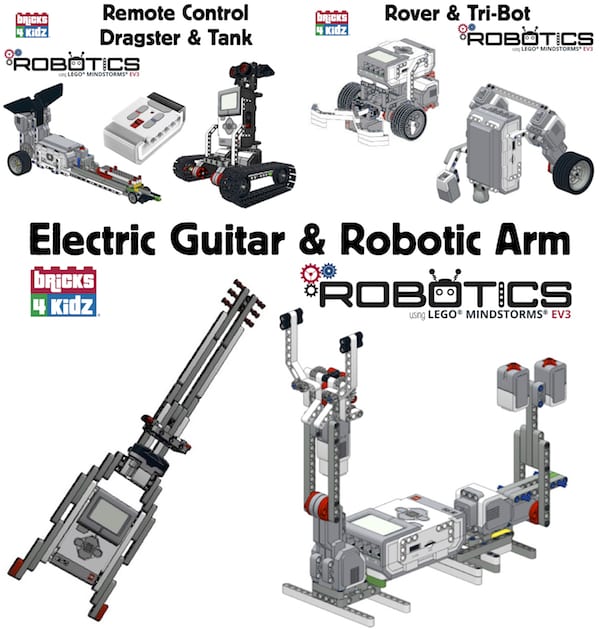 bricks
4 Kidz
Remote Control
Dragster & Tank
ROBOTICS
using LEGO® MINDSTORMS® EV3
bricks
4 Kidz
Rover & Tri-Bot
ROBOTICS
using LEGO® MINDSTORMS® EV3
Electric Guitar & Robotic Arm
bricks
4 Kidz
ROBOTICS
using LEGO® MINDSTORMS® EV3